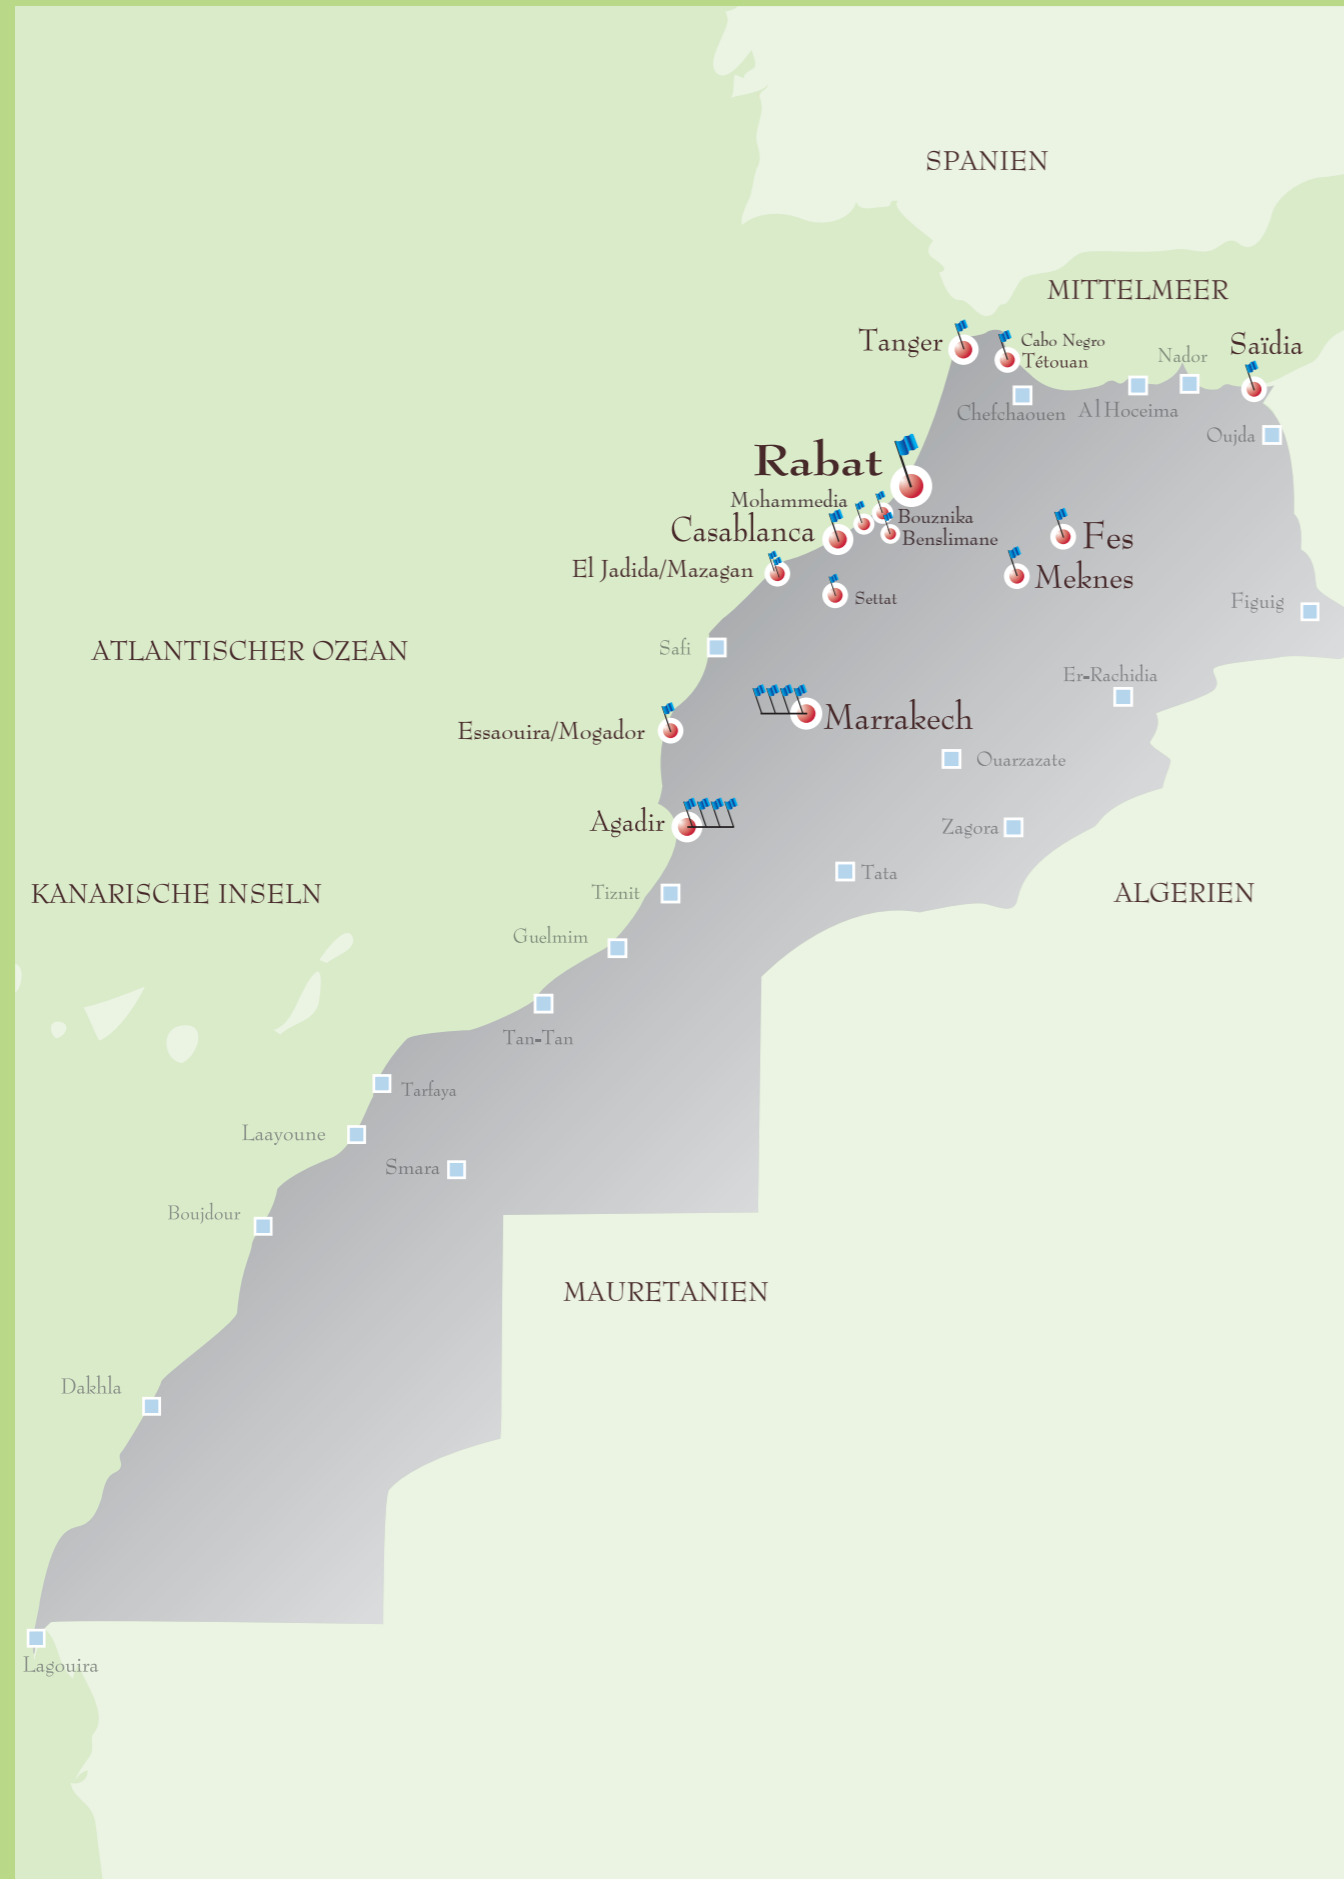 SPANIEN
MITTELMEER
Tanger
Cabo Negro
Tétouan
Saïdia
Nador
Chefchaouen
Al Hoceima
Oujda
Rabat
Mohammedia
Bouznika
Casablanca
Benslimane
Fes
El Jadida/Mazagan
Meknes
Settat
Figuig
ATLANTISCHER OZEAN
Safi
Er-Rachidia
Marrakech
Essaouira/Mogador
Ouarzazate
Agadir
Zagora
Tata
KANARISCHE INSELN
Tiznit
ALGERIEN
Guelmim
Tan-Tan
Tarfaya
Laayoune
Smara
Boujdour
MAURETANIEN
Dakhla
Lagouira